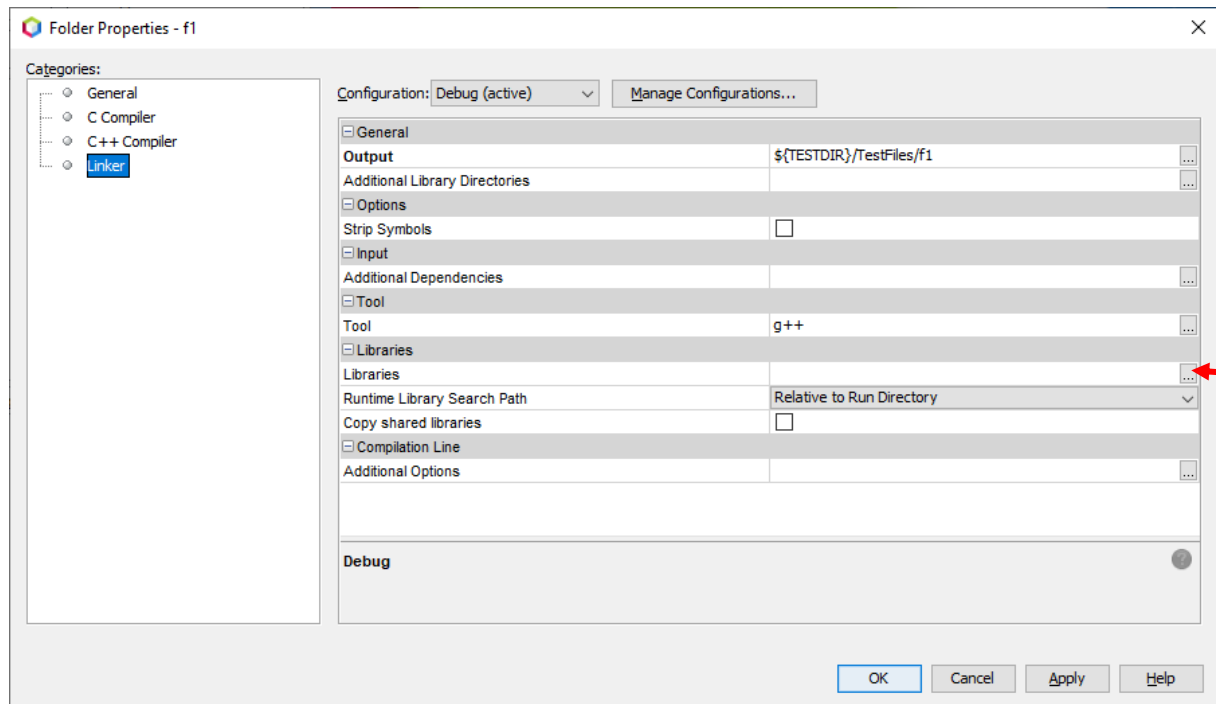 Folder Properties - f1
Categories:
General
C Compiler
C++ Compiler
Linker
Configuration: Debug (active) Manage Configurations...
General
Output ${TESTDIR}/TestFiles/f1 ...
Additional Library Directories ...
Options
Strip Symbols
Input
Additional Dependencies ...
Tool
Tool g++ ...
Libraries
Libraries ...
Runtime Library Search Path Relative to Run Directory
Copy shared libraries
Compilation Line
Additional Options ...
Debug ?
OK Cancel Apply Help